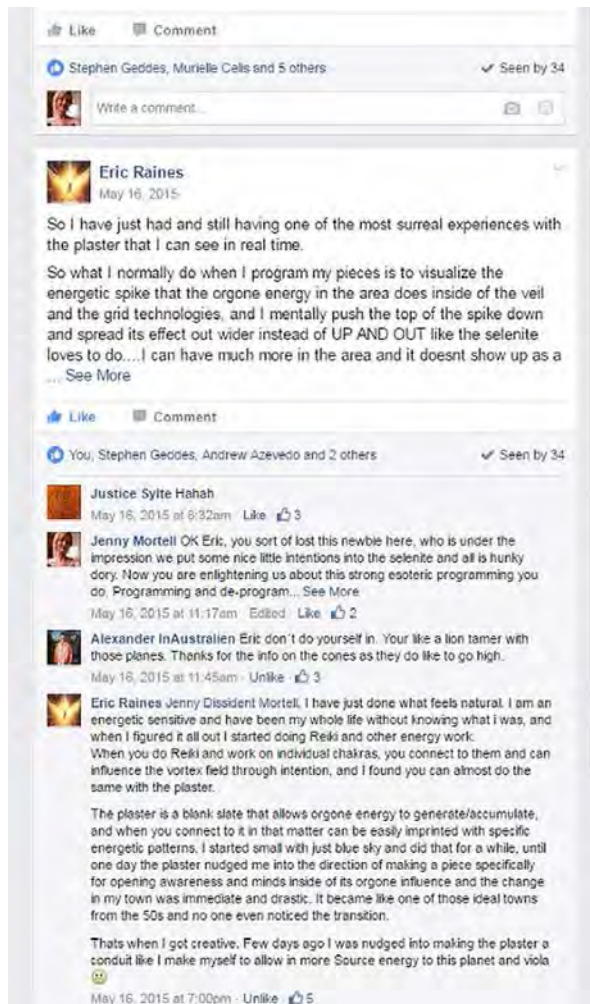 Like Comment
Stephen Geddes, Murielle Celis and 5 others Seen by 34
Write a comment...
Eric Raines
May 16, 2015
So I have just had and still having one of the most surreal experiences with
the plaster that I can see in real time.
So what I normally do when I program my pieces is to visualize the
energetic spike that the orgone energy in the area does inside of the veil
and the grid technologies, and I mentally push the top of the spike down
and spread its effect out wider instead of UP AND OUT like the selenite
loves to do....I can have much more in the area and it doesnt show up as a
... See More
Like Comment
You, Stephen Geddes, Andrew Azevedo and 2 others Seen by 34
Justice Sylte Hahah
May 16, 2015 at 6:32am · Like · 3
Jenny Mortell OK Eric, you sort of lost this newbie here, who is under the
impression we put some nice little intentions into the selenite and all is hunky
dory. Now you are enlightening us about this strong esoteric programming you
do. Programming and de-program... See More
May 16, 2015 at 11:17am · Edited · Like · 2
Alexander InAustralien Eric don´t do yourself in. Your like a lion tamer with
those planes. Thanks for the info on the cones as they do like to go high.
May 16, 2015 at 11:45am · Unlike · 3
Eric Raines Jenny Dissident Mortell, I have just done what feels natural. I am an
energetic sensitive and have been my whole life without knowing what i was, and
when I figured it all out I started doing Reiki and other energy work.
When you do Reiki and work on individual chakras, you connect to them and can
influence the vortex field through intention, and I found you can almost do the
same with the plaster.
The plaster is a blank slate that allows orgone energy to generate/accumulate,
and when you connect to it in that matter can be easily imprinted with specific
energetic patterns. I started small with just blue sky and did that for a while, until
one day the plaster nudged me into the direction of making a piece specifically
for opening awareness and minds inside of its orgone influence and the change
in my town was immediate and drastic. It became like one of those ideal towns
from the 50s and no one even noticed the transition.
Thats when I got creative. Few days ago I was nudged into making the plaster a
conduit like I make myself to allow in more Source energy to this planet and viola
May 16, 2015 at 7:00pm · Unlike · 5